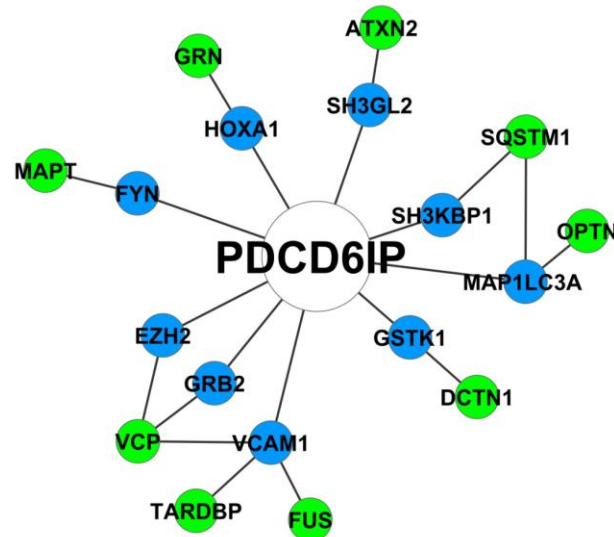 ATXN2
GRN
SH3GL2
HOXA1
SQSTM1
MAPT
FYN
SH3KBP1
OPTN
PDCD6IP
MAP1LC3A
EZH2
GSTK1
GRB2
DCTN1
VCP
VCAM1
TARDBP
FUS